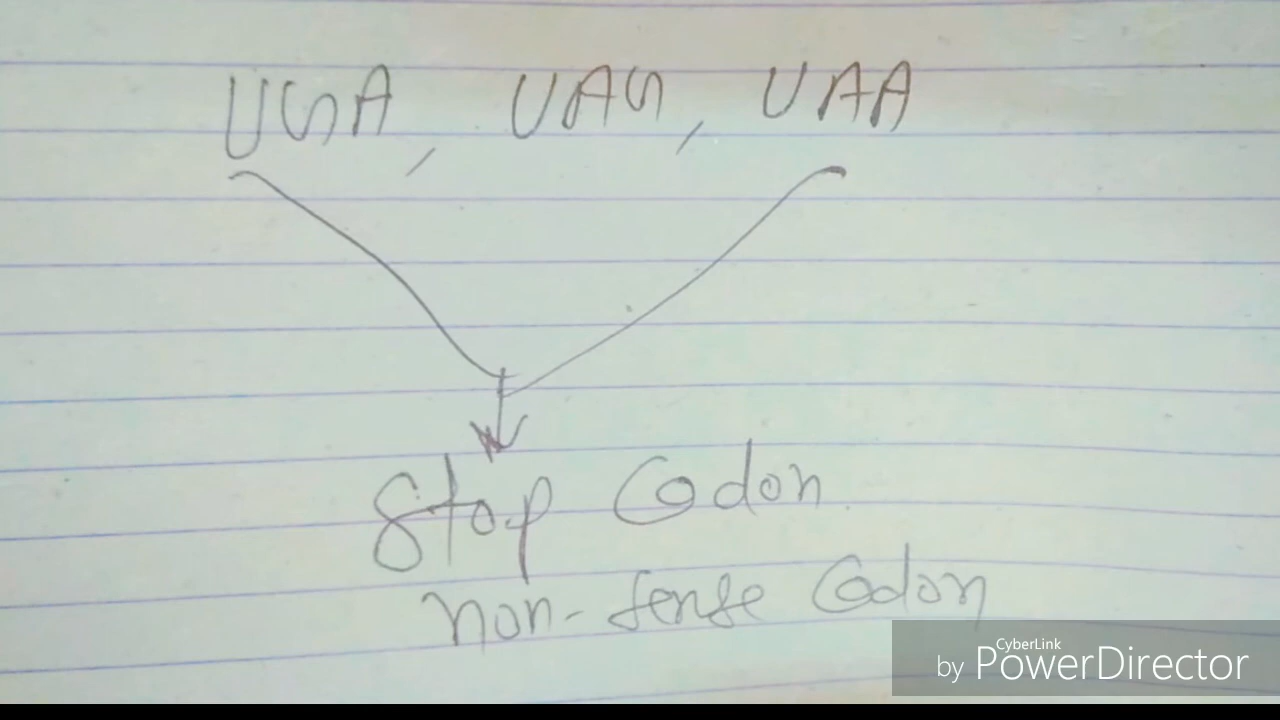 UGA, UAG, UAA
Stop Codon
non-sense Codon
CyberLink
by PowerDirector